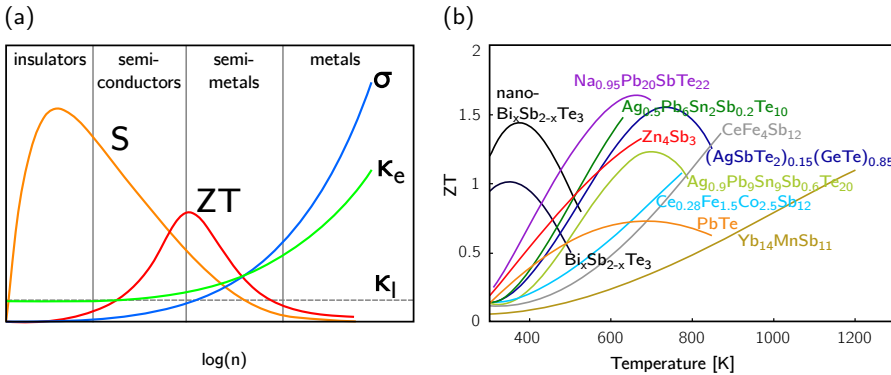 (a)
insulators
semi-
conductors
semi-
metals
metals
S
ZT
σ
κe
κl
log(n)
(b)
ZT
2
1.5
1
0.5
0
400
600
800
1000
1200
Temperature [K]
nano-
BixSb2-xTe3
Na0.95Pb20SbTe22
Ag0.5Pb6Sn2Sb0.2Te10
CeFe4Sb12
Zn4Sb3
(AgSbTe2)0.15(GeTe)0.85
Ag0.9Pb9Sn9Sb0.6Te20
Ce0.28Fe1.5Co2.5Sb12
PbTe
Yb14MnSb11
BixSb2-xTe3